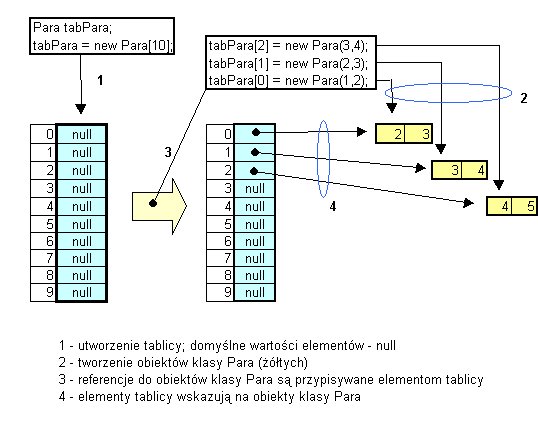 Para tabPara;
tabPara = new Para[10];
tabPara[2] = new Para(3,4);
tabPara[1] = new Para(2,3);
tabPara[0] = new Para(1,2);
1
2
3
4
0 null
1 null
2 null
3 null
4 null
5 null
6 null
7 null
8 null
9 null
0
1
2
3 null
4 null
5 null
6 null
7 null
8 null
9 null
2 3
3 4
4 5
1 - utworzenie tablicy; domyślne wartości elementów - null
2 - tworzenie obiektów klasy Para (żółtych)
3 - referencje do obiektów klasy Para są przypisywane elementom tablicy
4 - elementy tablicy wskazują na obiekty klasy Para